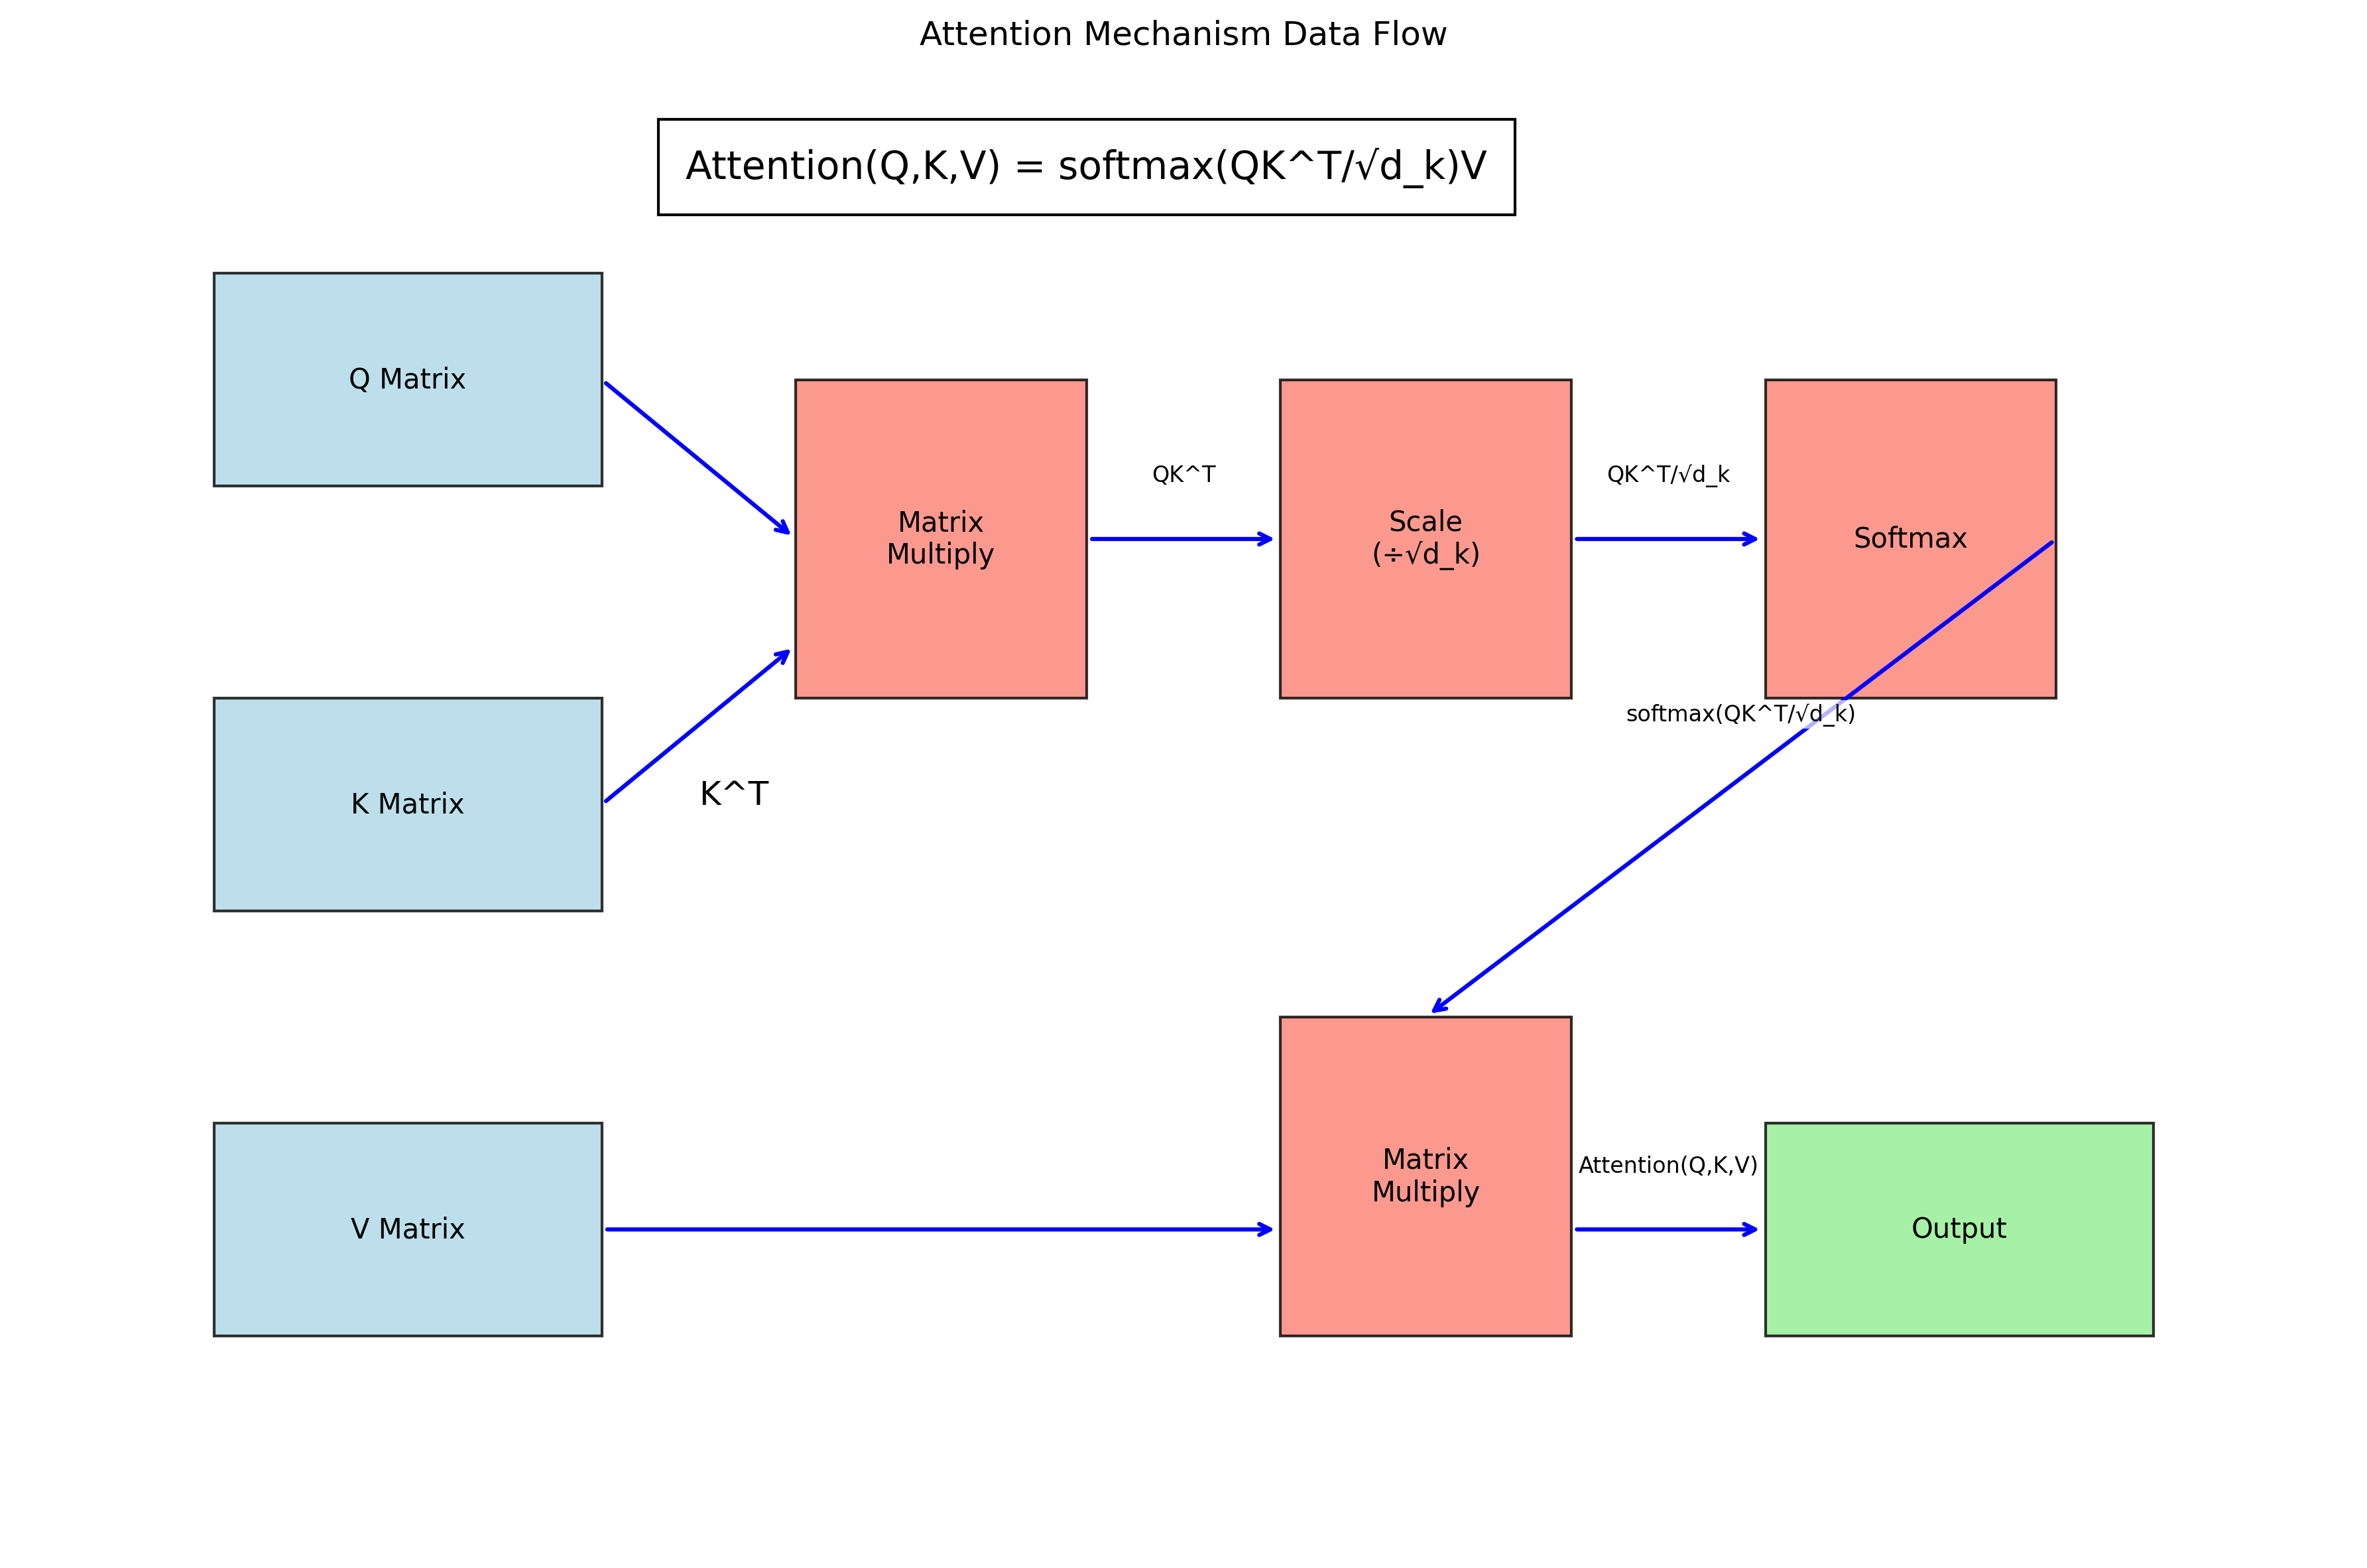 Attention Mechanism Data Flow
Attention(Q,K,V) = softmax(QK^T/√d_k)V
Q Matrix
QK^T
QK^T/√d_k
Matrix
Multiply
Scale
(÷√d_k)
Softmax
softmax(QK^T/√d_k)
K^T
K Matrix
Matrix
Multiply
Attention(Q,K,V)
V Matrix
Output